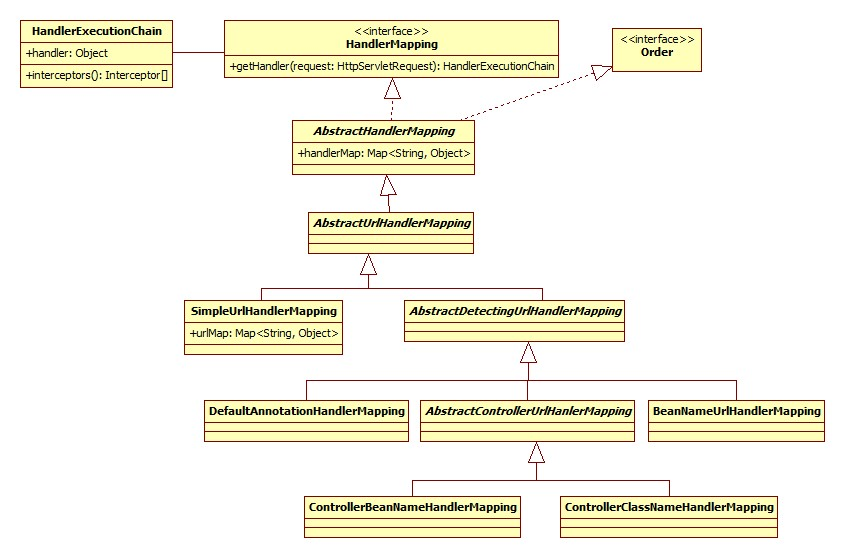 HandlerExecutionChain
+handler: Object
+interceptors(): Interceptor[]
<<interface>>
HandlerMapping
+getHandler(request: HttpServletRequest): HandlerExecutionChain
<<interface>>
Order
AbstractHandlerMapping
+handlerMap: Map<String, Object>
AbstractUrlHandlerMapping
SimpleUrlHandlerMapping
+urlMap: Map<String, Object>
AbstractDetectingUrlHandlerMapping
DefaultAnnotationHandlerMapping
AbstractControllerUrlHanlerMapping
BeanNameUrlHandlerMapping
ControllerBeanNameHandlerMapping
ControllerClassNameHandlerMapping